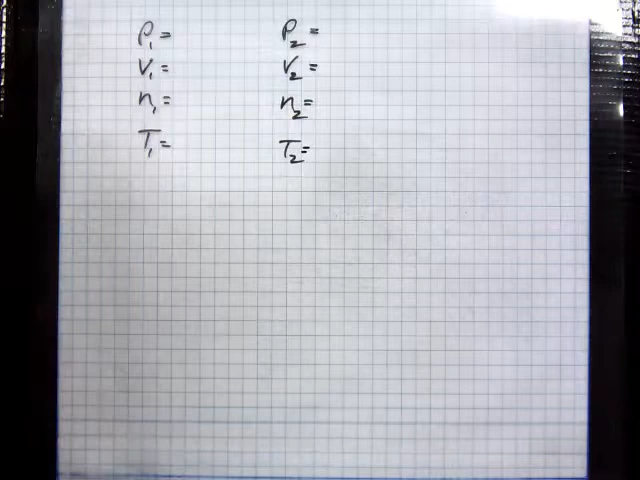 P₁ = P₂ =
V₁ = V₂ =
n₁ = n₂ =
T₁ = T₂ =